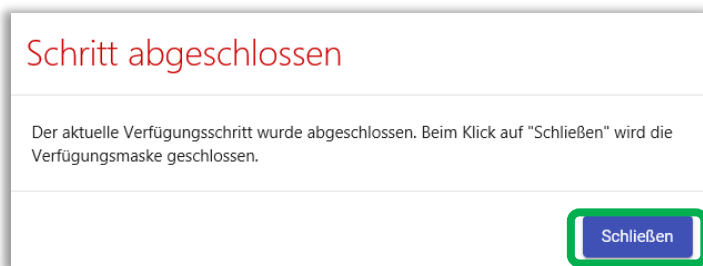 Schritt abgeschlossen
Der aktuelle Verfügungsschritt wurde abgeschlossen. Beim Klick auf "Schließen" wird die
Verfügungsmaske geschlossen.
Schließen